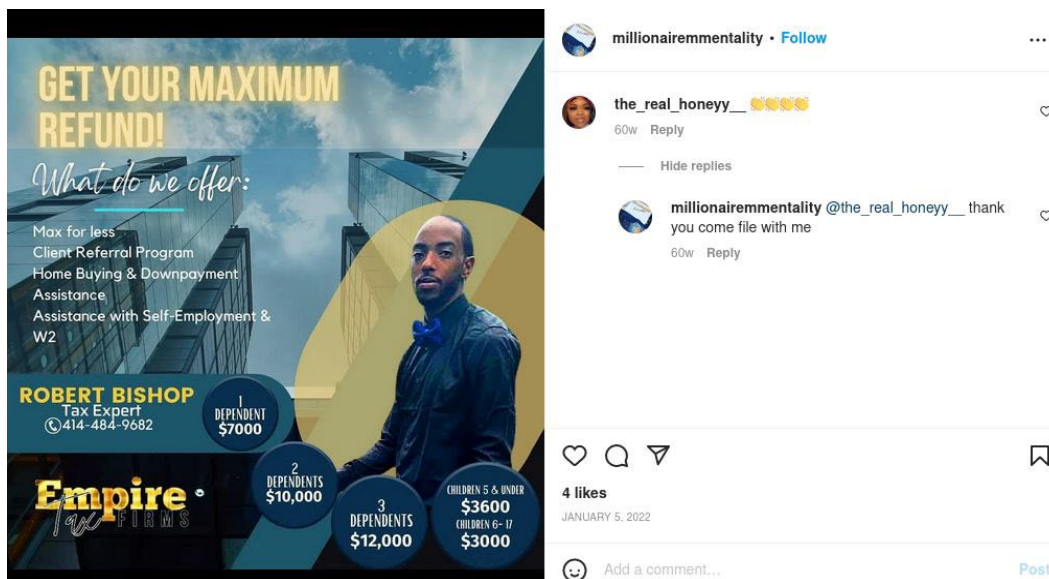 GET YOUR MAXIMUM
REFUND!
What do we offer:
Max for less
Client Referral Program
Home Buying & Downpayment
Assistance
Assistance with Self-Employment &
W2
ROBERT BISHOP
Tax Expert
414-484-9682
1
DEPENDENT
$7000
2
DEPENDENTS
$10,000
3
DEPENDENTS
$12,000
CHILDREN 5 & UNDER
$3600
CHILDREN 6- 17
$3000
Empire
Tax FIRMS
millionairemmentality • Follow
the_real_honeyy__ 👏👏👏👏
60w Reply
Hide replies
millionairemmentality @the_real_honeyy__ thank
you come file with me
60w Reply
4 likes
JANUARY 5, 2022
Add a comment...
Post